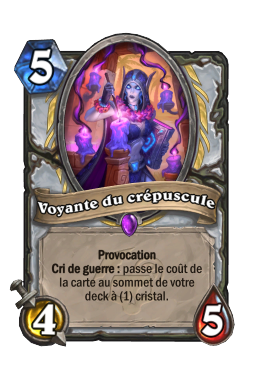 5
Voyante du crépuscule
Provocation
Cri de guerre : passe le coût de
la carte au sommet de votre
deck à (1) cristal.
4
5